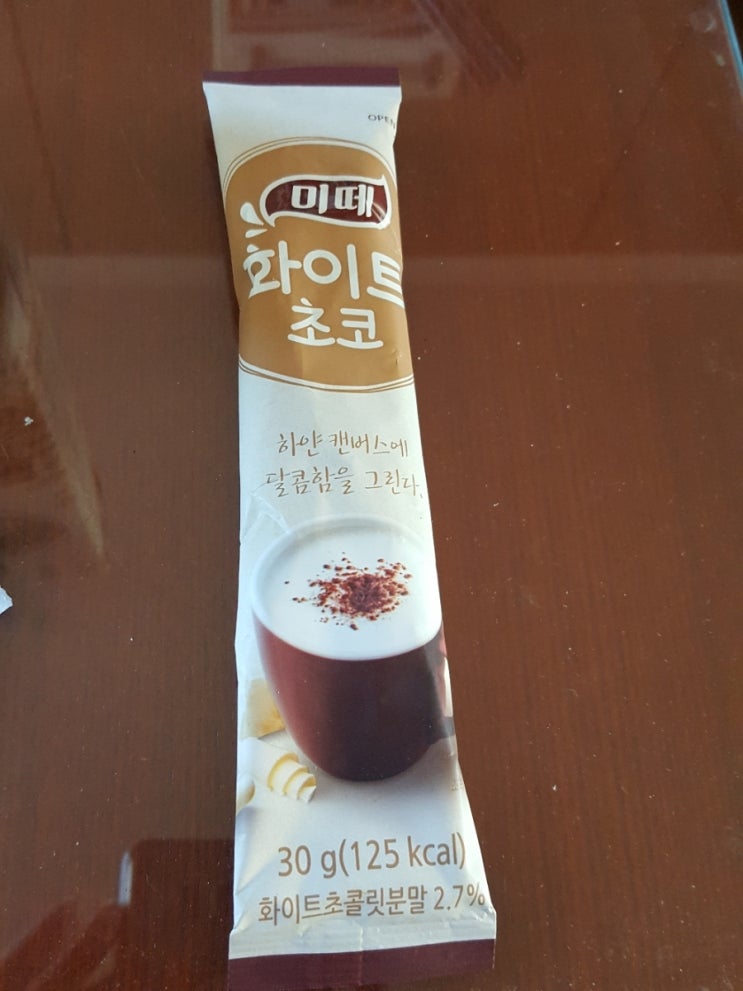 OPEN
미떼
화이트
초코
하얀 캔버스에
달콤함을 그린다.
30 g(125 kcal)
화이트초콜릿분말 2.7%